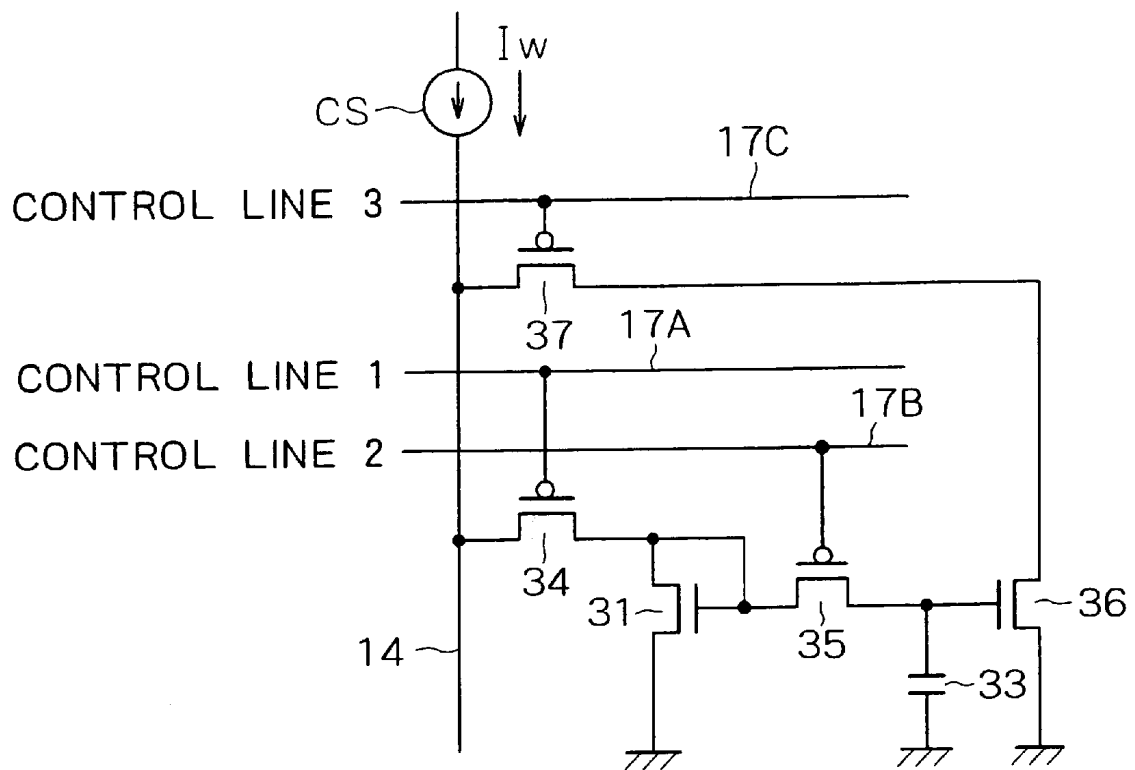 Iw
CS
17C
CONTROL LINE 3
37
17A
CONTROL LINE 1
17B
CONTROL LINE 2
34
31
35
36
14
33